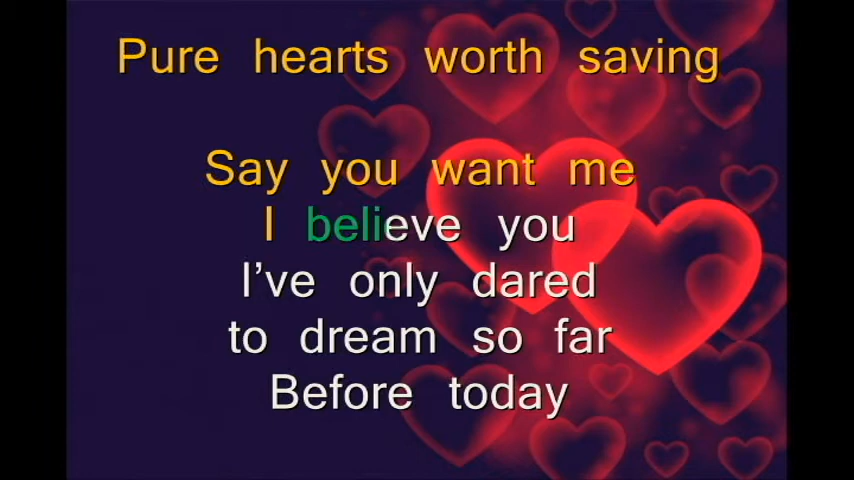 Pure hearts worth saving
Say you want me
I believe you
I’ve only dared
to dream so far
Before today